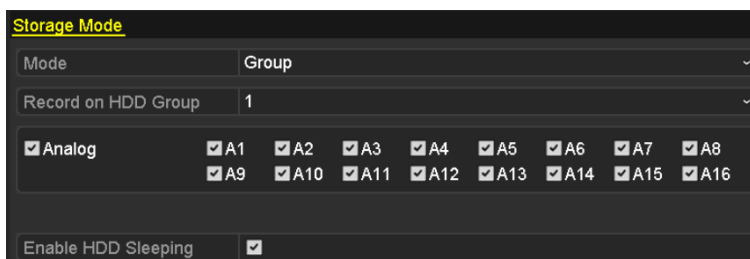 Storage Mode
Mode Group
Record on HDD Group 1
Analog A1 A2 A3 A4 A5 A6 A7 A8
A9 A10 A11 A12 A13 A14 A15 A16
Enable HDD Sleeping